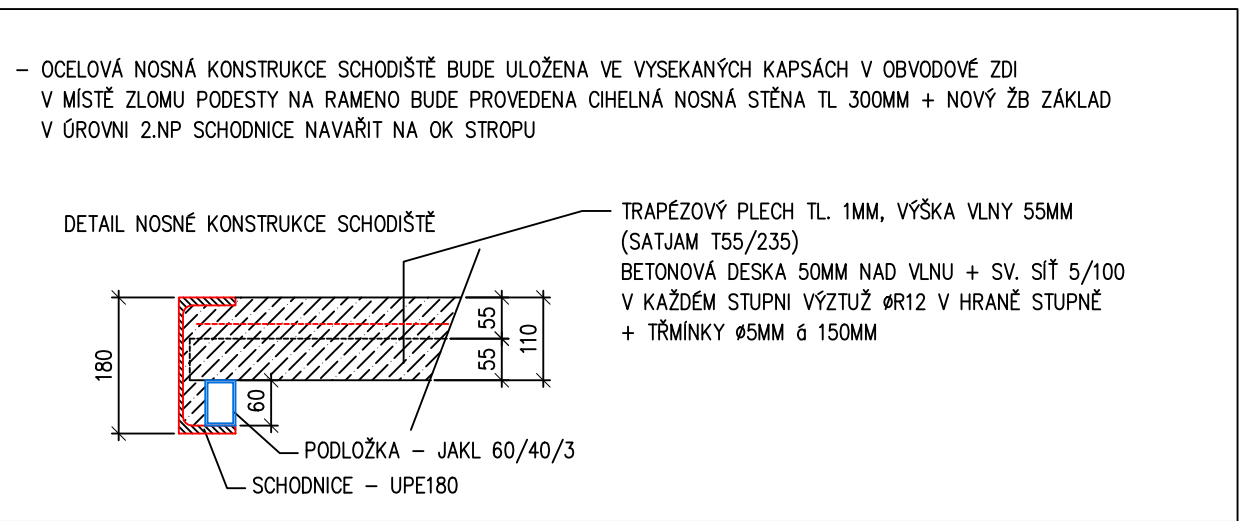 – OCELOVÁ NOSNÁ KONSTRUKCE SCHODIŠTĚ BUDE ULOŽENA VE VYSEKANÝCH KAPSÁCH V OBVODOVÉ ZDI
V MÍSTĚ ZLOMU PODESTY NA RAMENO BUDE PROVEDENA CIHELNÁ NOSNÁ STĚNA TL 300MM + NOVÝ ŽB ZÁKLAD
V ÚROVNI 2.NP SCHODNICE NAVAŘIT NA OK STROPU
DETAIL NOSNÉ KONSTRUKCE SCHODIŠTĚ
TRAPÉZOVÝ PLECH TL. 1MM, VÝŠKA VLNY 55MM
(SATJAM T55/235)
BETONOVÁ DESKA 50MM NAD VLNU + SV. SÍŤ 5/100
V KAŽDÉM STUPNI VÝZTUŽ øR12 V HRANĚ STUPNĚ
+ TŘMÍNKY ø5MM á 150MM
180
55
55
110
60
PODLOŽKA – JAKL 60/40/3
SCHODNICE – UPE180